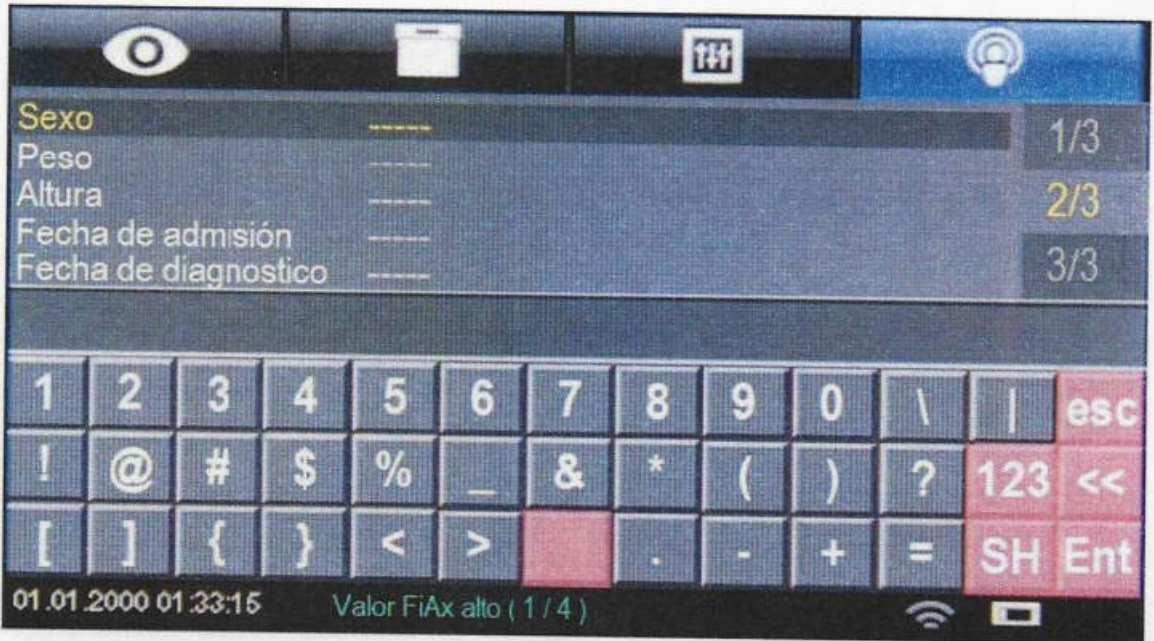 Sexo -----
1/3
Peso -----
Altura -----
2/3
Fecha de admisión -----
Fecha de diagnostico -----
3/3
1 2 3 4 5 6 7 8 9 0 \ | esc
! @ # $ % _ & * ( ) ? 123 <<
[ ] { } < > . - + = SH Ent
01.01.2000 01:33:15 Valor FiAx alto ( 1 / 4 )